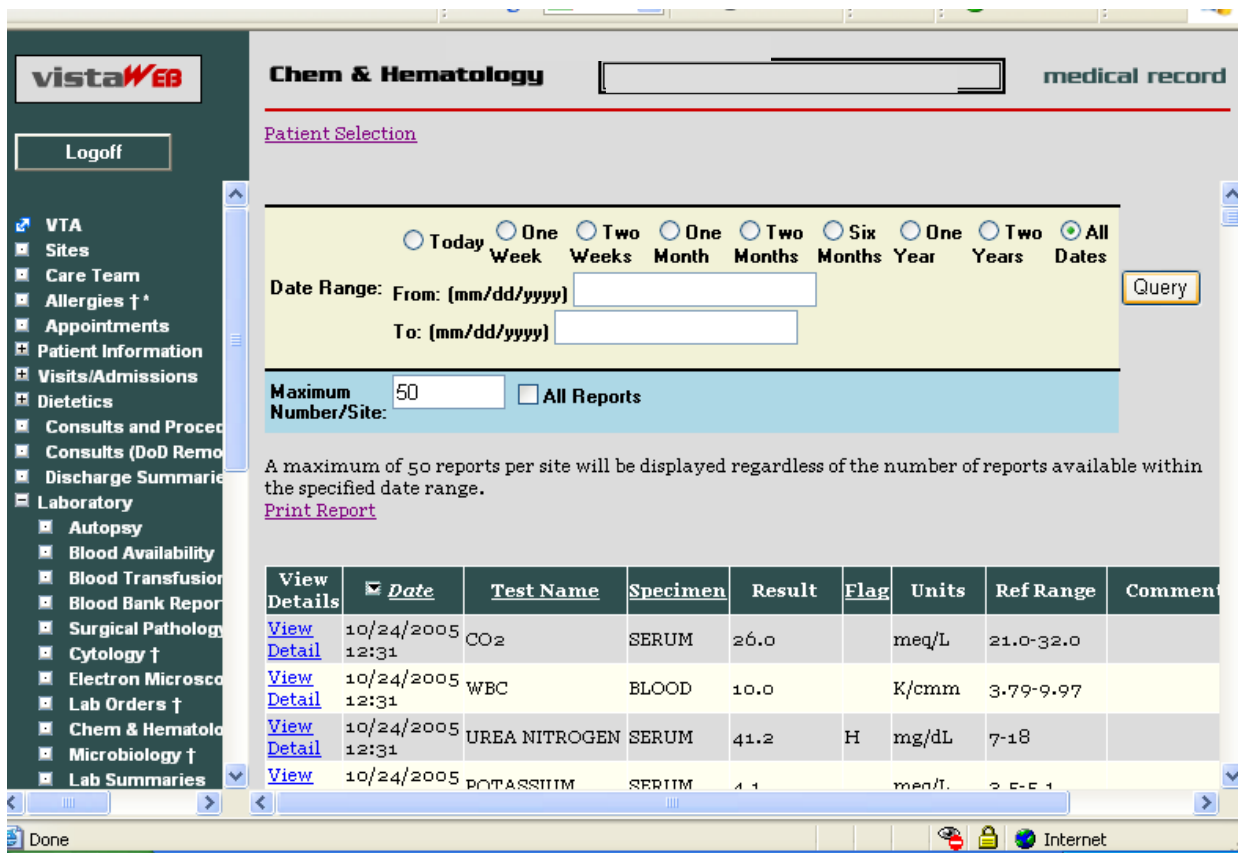 vistaWEB
Chem & Hematology
medical record
Logoff
Patient Selection
VTA
Sites
Care Team
Allergies † *
Appointments
Patient Information
Visits/Admissions
Dietetics
Consults and Proced
Consults (DoD Remo
Discharge Summarie
Laboratory
Autopsy
Blood Availability
Blood Transfusion
Blood Bank Repor
Surgical Pathology
Cytology †
Electron Microsco
Lab Orders †
Chem & Hematolo
Microbiology †
Lab Summaries
Today One Two One Two Six One Two All
Week Weeks Month Months Months Year Years Dates
Date Range: From: (mm/dd/yyyy)
To: (mm/dd/yyyy)
Query
Maximum 50 All Reports
Number/Site:
A maximum of 50 reports per site will be displayed regardless of the number of reports available within
the specified date range.
Print Report
View Date Test Name Specimen Result Flag Units Ref Range Comment
Details
View 10/24/2005 CO2 SERUM 26.0 meq/L 21.0-32.0
Detail 12:31
View 10/24/2005 WBC BLOOD 10.0 K/cmm 3.79-9.97
Detail 12:31
View 10/24/2005 UREA NITROGEN SERUM 41.2 H mg/dL 7-18
Detail 12:31
View 10/24/2005 POTASSIUM SERUM 4.1 meq/L 3.5-5.1
Done Internet